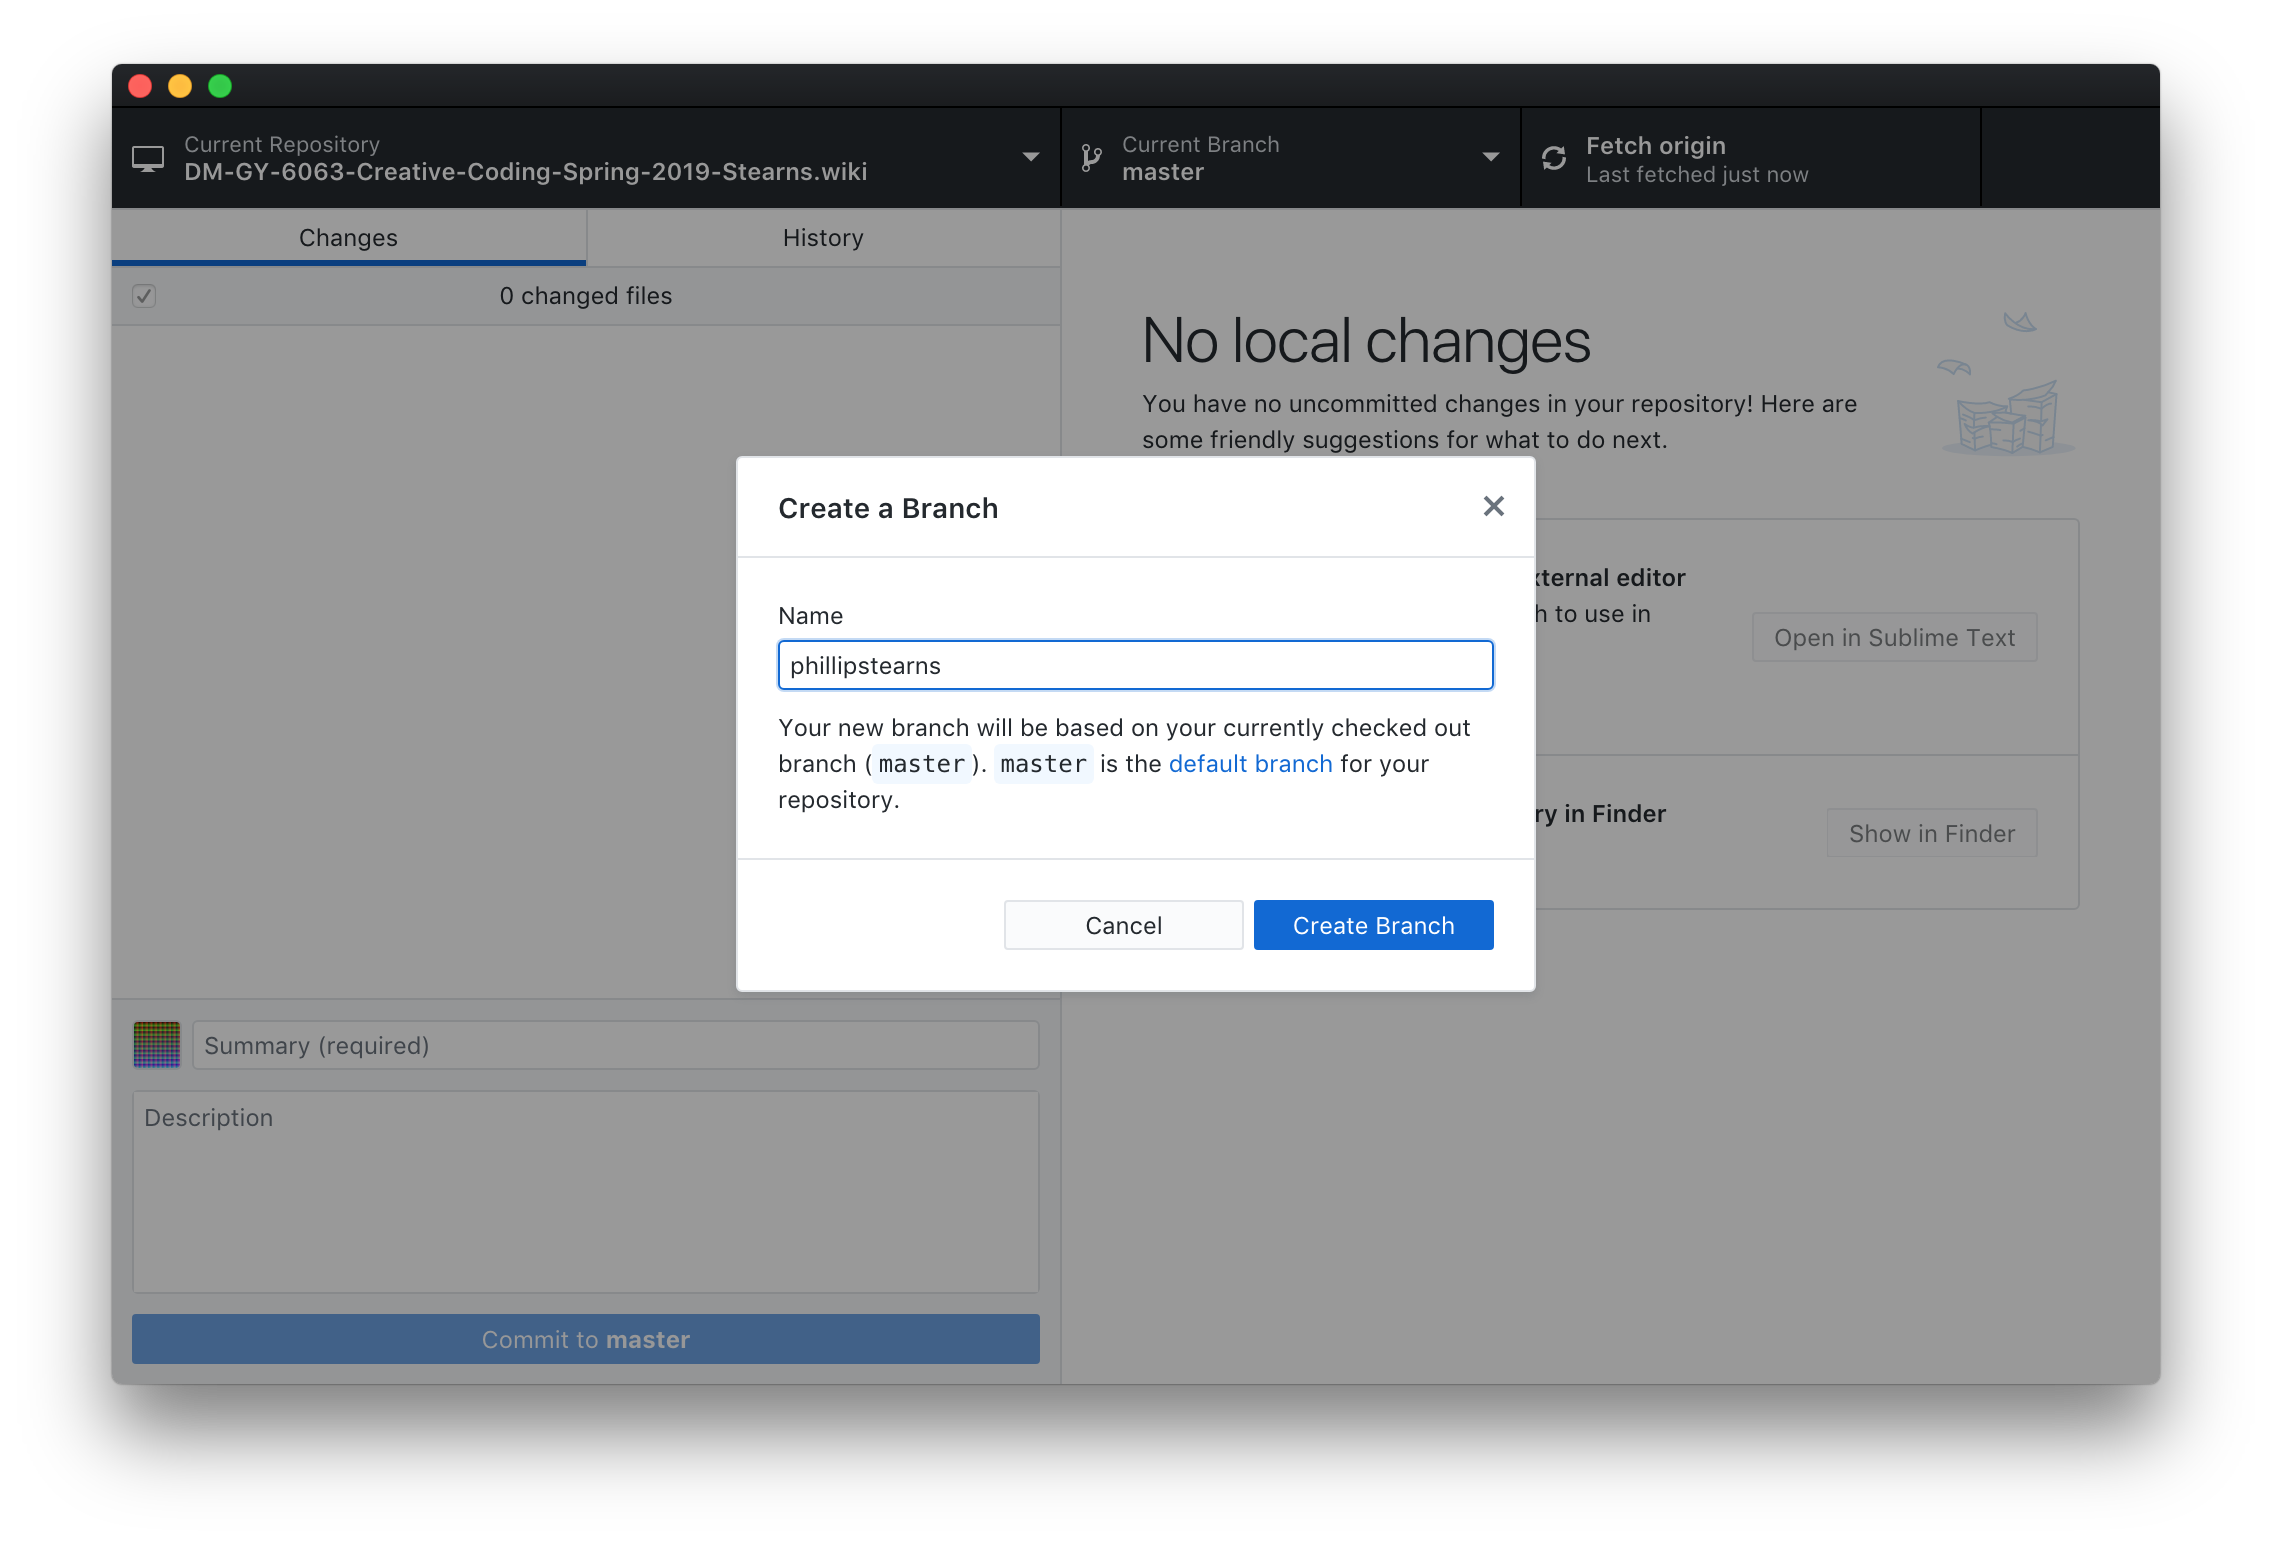 Current Repository
DM-GY-6063-Creative-Coding-Spring-2019-Stearns.wiki
Current Branch
master
Fetch origin
Last fetched just now
Changes
History
0 changed files
No local changes
You have no uncommitted changes in your repository! Here are
some friendly suggestions for what to do next.
Create a Branch
Name
phillipstearns
Your new branch will be based on your currently checked out
branch (master). master is the default branch for your
repository.
Cancel
Create Branch
xternal editor
h to use in
Open in Sublime Text
ry in Finder
Show in Finder
Summary (required)
Description
Commit to master